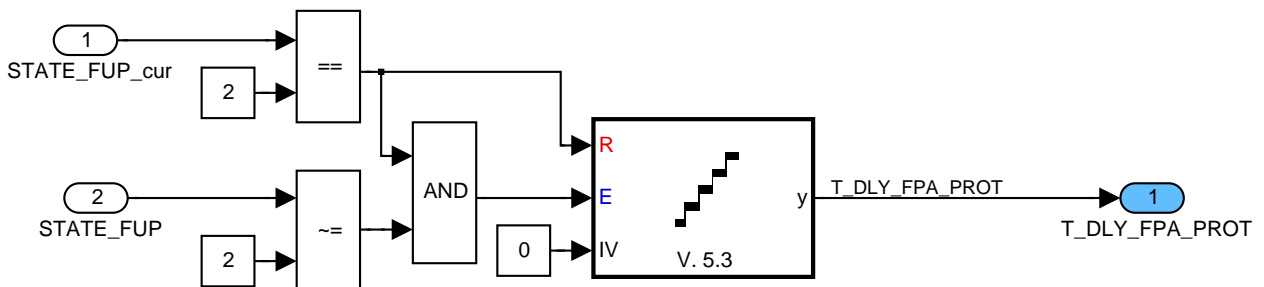 1
STATE_FUP_cur
2
==
AND
2
STATE_FUP
2
~=
R
E
IV
0
y
V. 5.3
T_DLY_FPA_PROT
1
T_DLY_FPA_PROT